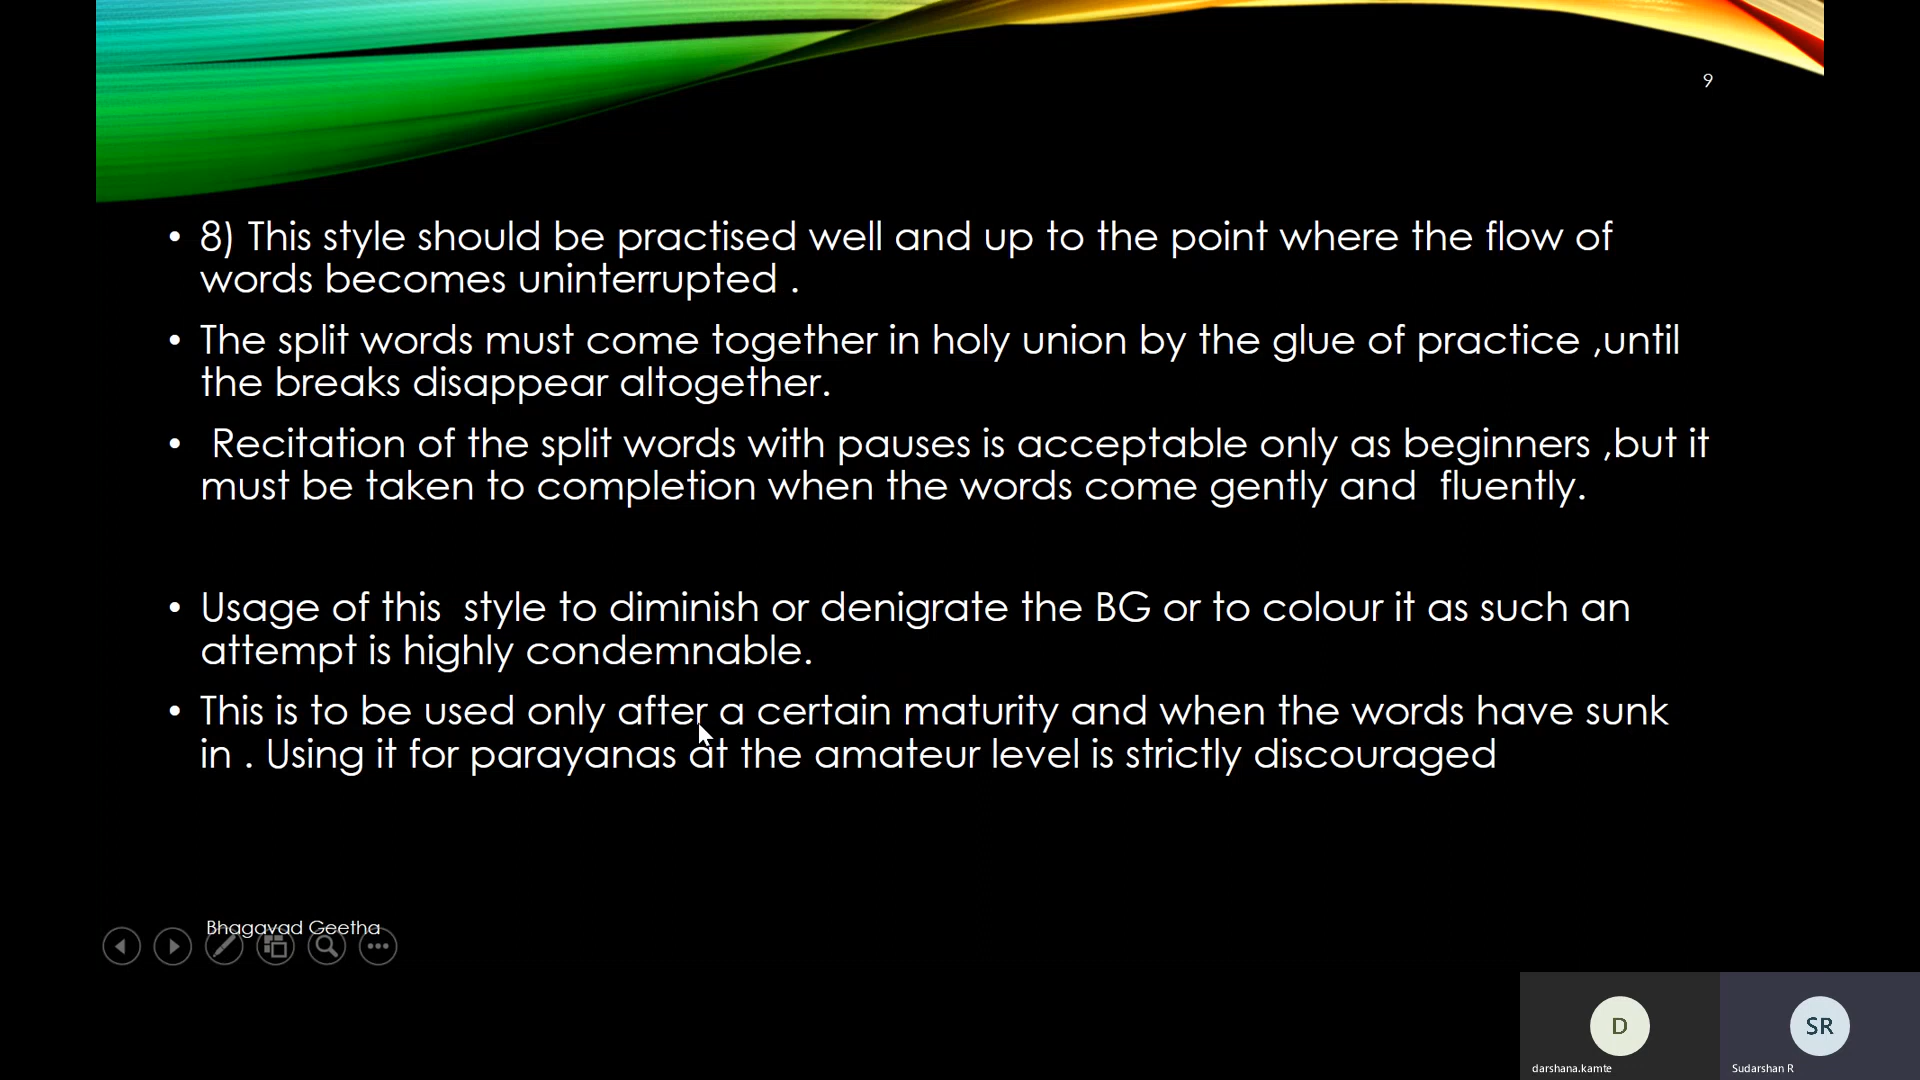 9
• 8) This style should be practised well and up to the point where the flow of
words becomes uninterrupted .
• The split words must come together in holy union by the glue of practice ,until
the breaks disappear altogether.
• Recitation of the split words with pauses is acceptable only as beginners ,but it
must be taken to completion when the words come gently and  fluently.
• Usage of this  style to diminish or denigrate the BG or to colour it as such an
attempt is highly condemnable.
• This is to be used only after a certain maturity and when the words have sunk
in . Using it for parayanas at the amateur level is strictly discouraged
Bhagavad Geetha
D
SR
darshana.kamte
Sudarshan R